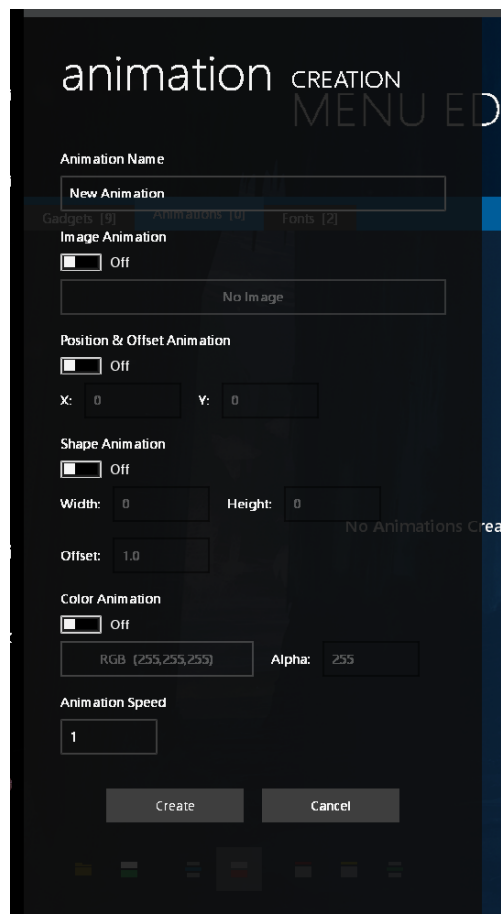 animation CREATION
MENU ED
Animation Name
New Animation
Gadgets [9] Animations [0] Fonts [2]
Image Animation
Off
No Image
Position & Offset Animation
Off
X: 0 Y: 0
Shape Animation
Off
Width: 0 Height: 0
No Animations Crea
Offset: 1.0
Color Animation
Off
RGB (255,255,255) Alpha: 255
Animation Speed
1
Create Cancel